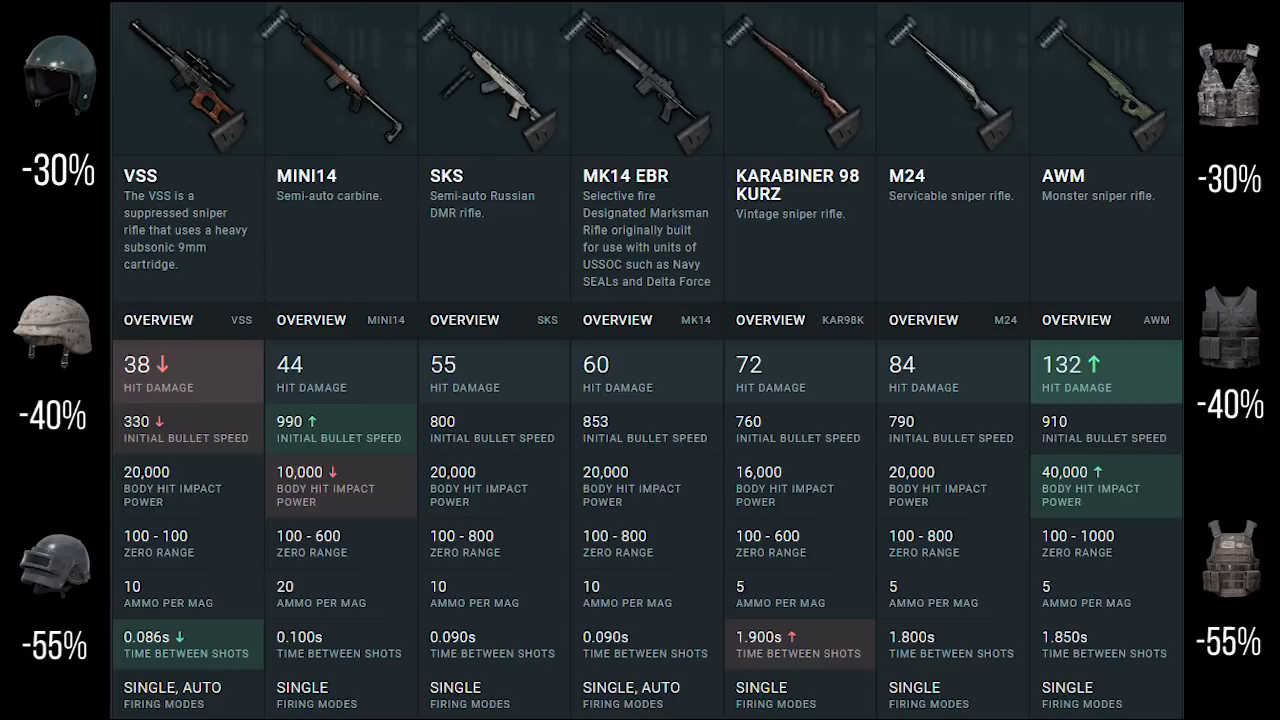 -30%
-40%
-55%
VSS
The VSS is a
suppressed sniper
rifle that uses a heavy
subsonic 9mm
cartridge.
MINI14
Semi-auto carbine.
SKS
Semi-auto Russian
DMR rifle.
MK14 EBR
Selective fire
Designated Marksman
Rifle originally built
for use with units of
USSOC such as Navy
SEALs and Delta Force
KARABINER 98
KURZ
Vintage sniper rifle.
M24
Servicable sniper rifle.
AWM
Monster sniper rifle.
OVERVIEW VSS
OVERVIEW MINI14
OVERVIEW SKS
OVERVIEW MK14
OVERVIEW KAR98K
OVERVIEW M24
OVERVIEW AWM
38 ↓
HIT DAMAGE
44
HIT DAMAGE
55
HIT DAMAGE
60
HIT DAMAGE
72
HIT DAMAGE
84
HIT DAMAGE
132 ↑
HIT DAMAGE
330 ↓
INITIAL BULLET SPEED
990 ↑
INITIAL BULLET SPEED
800
INITIAL BULLET SPEED
853
INITIAL BULLET SPEED
760
INITIAL BULLET SPEED
790
INITIAL BULLET SPEED
910
INITIAL BULLET SPEED
20,000
BODY HIT IMPACT
POWER
10,000 ↓
BODY HIT IMPACT
POWER
20,000
BODY HIT IMPACT
POWER
20,000
BODY HIT IMPACT
POWER
16,000
BODY HIT IMPACT
POWER
20,000
BODY HIT IMPACT
POWER
40,000 ↑
BODY HIT IMPACT
POWER
100 - 100
ZERO RANGE
100 - 600
ZERO RANGE
100 - 800
ZERO RANGE
100 - 800
ZERO RANGE
100 - 600
ZERO RANGE
100 - 800
ZERO RANGE
100 - 1000
ZERO RANGE
10
AMMO PER MAG
20
AMMO PER MAG
10
AMMO PER MAG
10
AMMO PER MAG
5
AMMO PER MAG
5
AMMO PER MAG
5
AMMO PER MAG
0.086s ↓
TIME BETWEEN SHOTS
0.100s
TIME BETWEEN SHOTS
0.090s
TIME BETWEEN SHOTS
0.090s
TIME BETWEEN SHOTS
1.900s ↑
TIME BETWEEN SHOTS
1.800s
TIME BETWEEN SHOTS
1.850s
TIME BETWEEN SHOTS
SINGLE, AUTO
FIRING MODES
SINGLE
FIRING MODES
SINGLE
FIRING MODES
SINGLE, AUTO
FIRING MODES
SINGLE
FIRING MODES
SINGLE
FIRING MODES
SINGLE
FIRING MODES
-30%
-40%
-55%